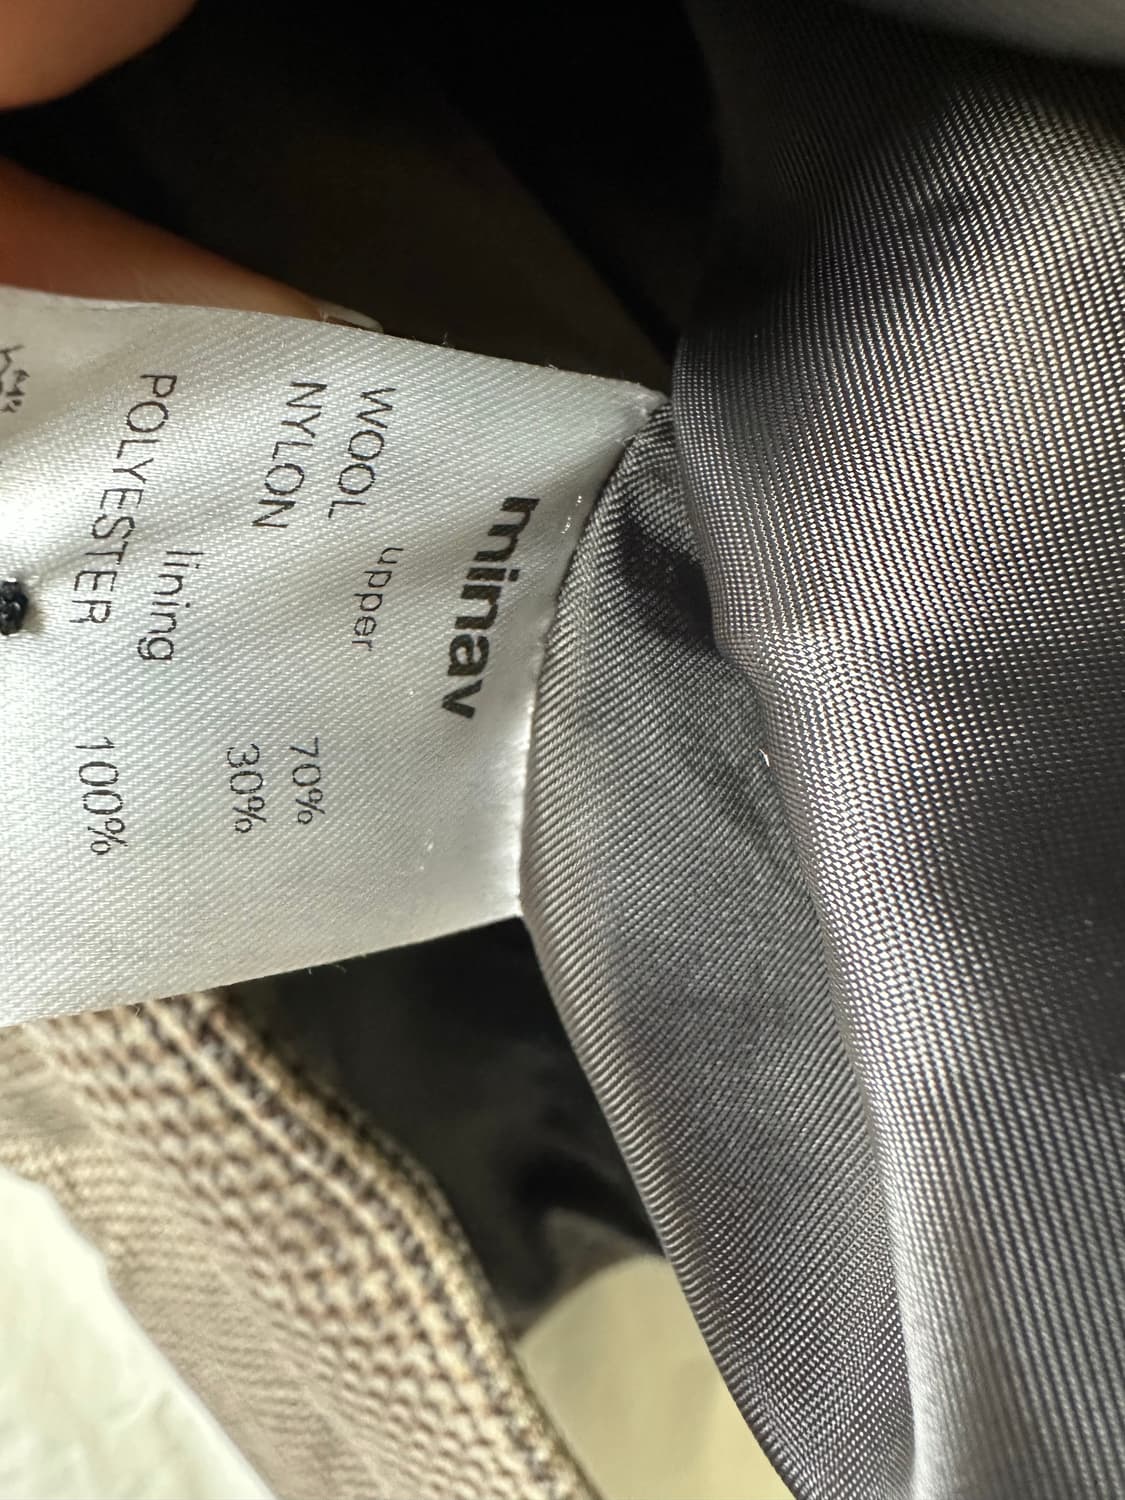 minav
upper
WOOL 70%
NYLON 30%
lining
POLYESTER 100%